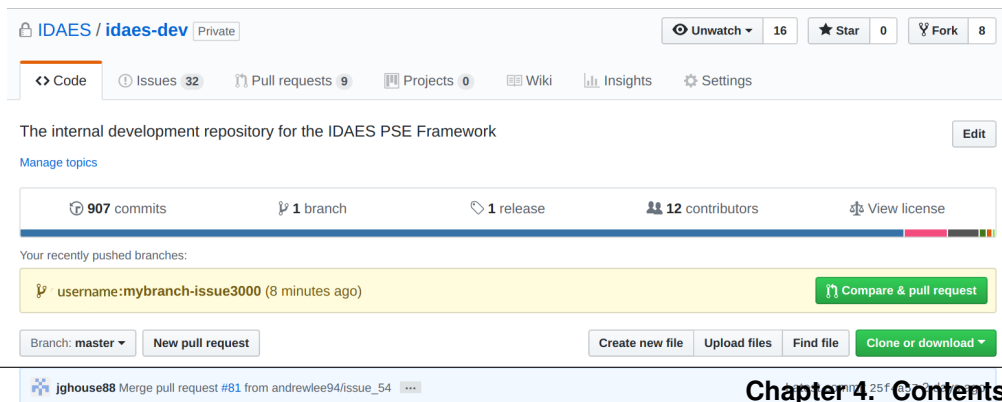 IDAES / idaes-dev Private Unwatch 16 Star 0 Fork 8
Code Issues 32 Pull requests 9 Projects 0 Wiki Insights Settings
The internal development repository for the IDAES PSE Framework Edit
Manage topics
907 commits 1 branch 1 release 12 contributors View license
Your recently pushed branches:
username:mybranch-issue3000 (8 minutes ago) Compare & pull request
Branch: master New pull request Create new file Upload files Find file Clone or download
jghouse88 Merge pull request #81 from andrewlee94/issue_54 ...
Chapter 4. Contents